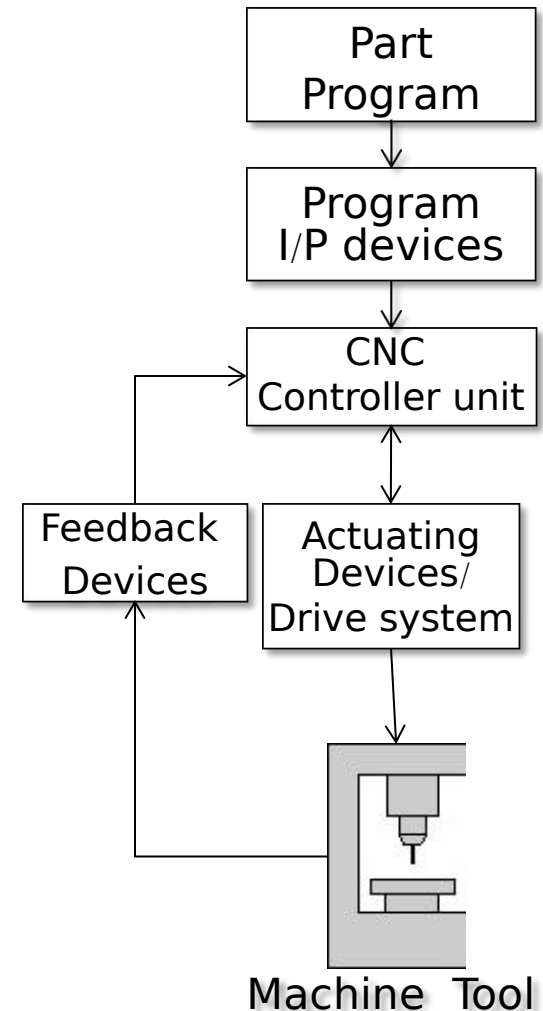 Part
Program
Program
I/P devices
CNC
Controller unit
Feedback
Devices
Actuating
Devices/
Drive system
Machine Tool